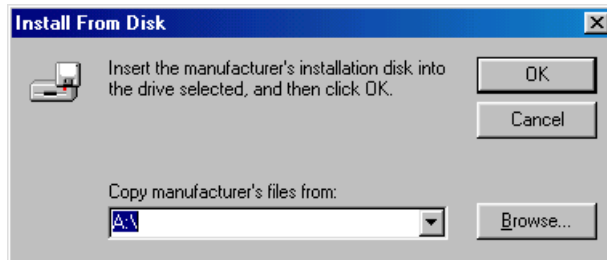 Install From Disk
Insert the manufacturer's installation disk into
the drive selected, and then click OK.
OK
Cancel
Copy manufacturer's files from:
A:\
Browse...